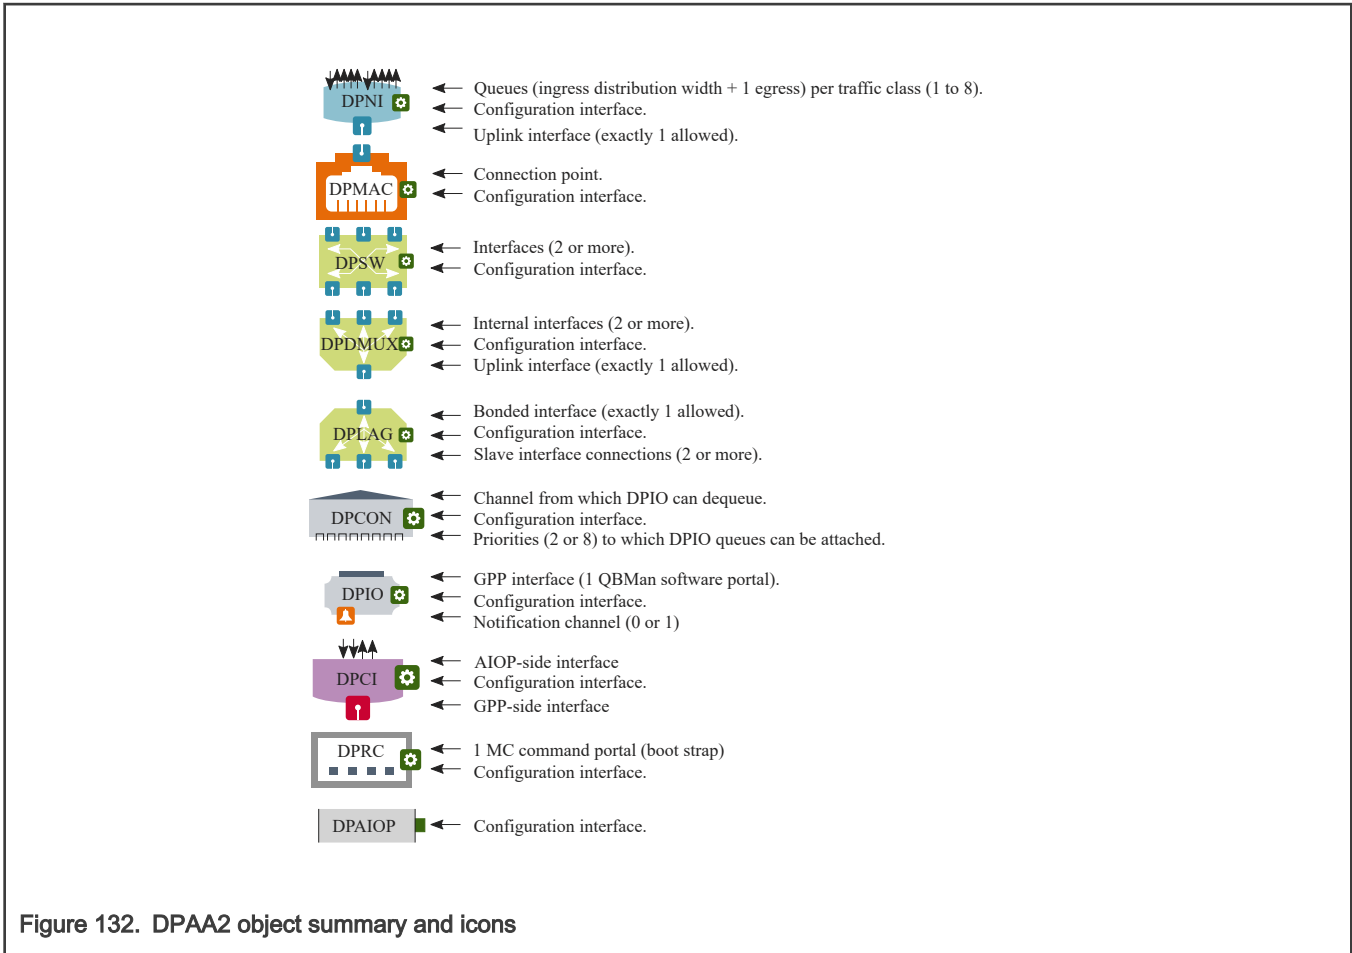 DPNI
Queues (ingress distribution width + 1 egress) per traffic class (1 to 8).
Configuration interface.
Uplink interface (exactly 1 allowed).
DPMAC
Connection point.
Configuration interface.
DPSW
Interfaces (2 or more).
Configuration interface.
DPDMUX
Internal interfaces (2 or more).
Configuration interface.
Uplink interface (exactly 1 allowed).
DPLAG
Bonded interface (exactly 1 allowed).
Configuration interface.
Slave interface connections (2 or more).
DPCON
Channel from which DPIO can dequeue.
Configuration interface.
Priorities (2 or 8) to which DPIO queues can be attached.
DPIO
GPP interface (1 QBMan software portal).
Configuration interface.
Notification channel (0 or 1)
DPCI
AIOP-side interface
Configuration interface.
GPP-side interface
DPRC
1 MC command portal (boot strap)
Configuration interface.
DPAIOP
Configuration interface.
Figure 132. DPAA2 object summary and icons